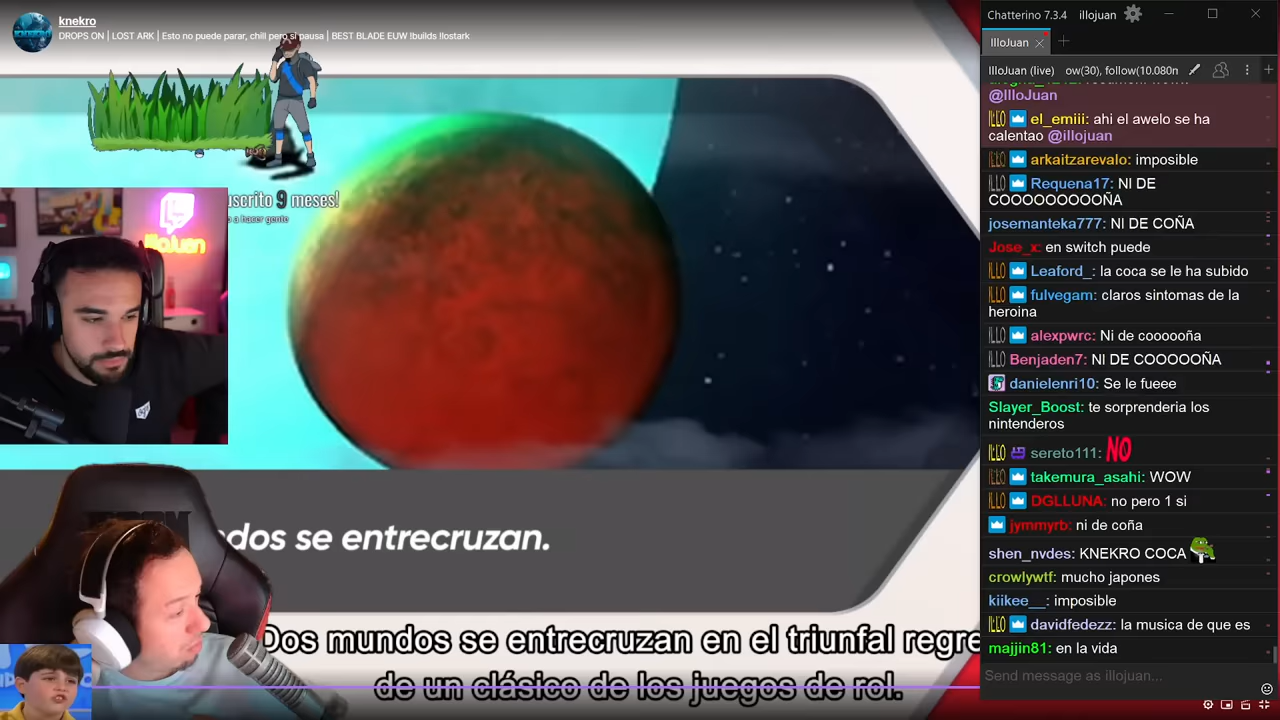 knekro
DROPS ON | LOST ARK | Esto no puede parar, chill pero si pausa | BEST BLADE EUW !builds !lostark
uscrito 9 meses!
a hacer gente
illoJuan
dos se entrecruzan.
Dos mundos se entrecruzan en el triunfal regre
de un clásico de los juegos de rol.
Chatterino 7.3.4 illojuan
IlloJuan
IlloJuan (live) ow(30), follow(10.080n
@IlloJuan
el_emiii: ahi el awelo se ha
calentao @illojuan
arkaitzarevalo: imposible
Requena17: NI DE
COOOOOOOOOÑA
josemanteka777: NI DE COÑA
Jose_x: en switch puede
Leaford_: la coca se le ha subido
fulvegam: claros sintomas de la
heroina
alexpwrc: Ni de coooooña
Benjaden7: NI DE COOOOOÑA
danielenri10: Se le fueee
Slayer_Boost: te sorprenderia los
nintenderos
sereto111: NO
takemura_asahi: WOW
DGLLUNA: no pero 1 si
jymmyrb: ni de coña
shen_nvdes: KNEKRO COCA
crowlywtf: mucho japones
kiikee__: imposible
davidfedezz: la musica de que es
majjin81: en la vida
Send message as illojuan...